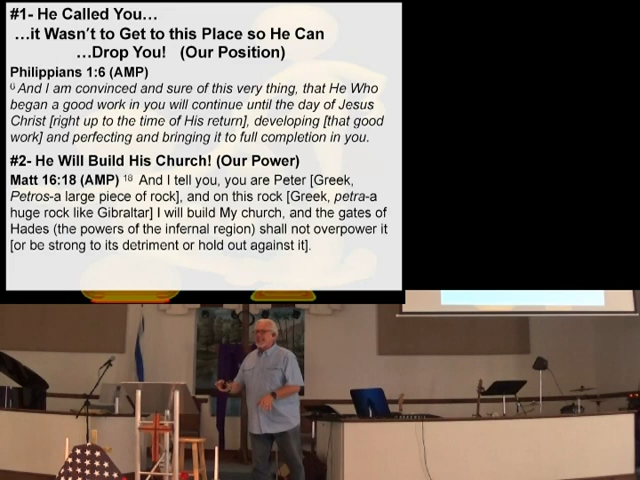 #1- He Called You…
…it Wasn't to Get to this Place so He Can
…Drop You! (Our Position)
Philippians 1:6 (AMP)
6 And I am convinced and sure of this very thing, that He Who
began a good work in you will continue until the day of Jesus
Christ [right up to the time of His return], developing [that good
work] and perfecting and bringing it to full completion in you.
#2- He Will Build His Church! (Our Power)
Matt 16:18 (AMP) 18 And I tell you, you are Peter [Greek,
Petros-a large piece of rock], and on this rock [Greek, petra-a
huge rock like Gibraltar] I will build My church, and the gates of
Hades (the powers of the infernal region) shall not overpower it
[or be strong to its detriment or hold out against it].